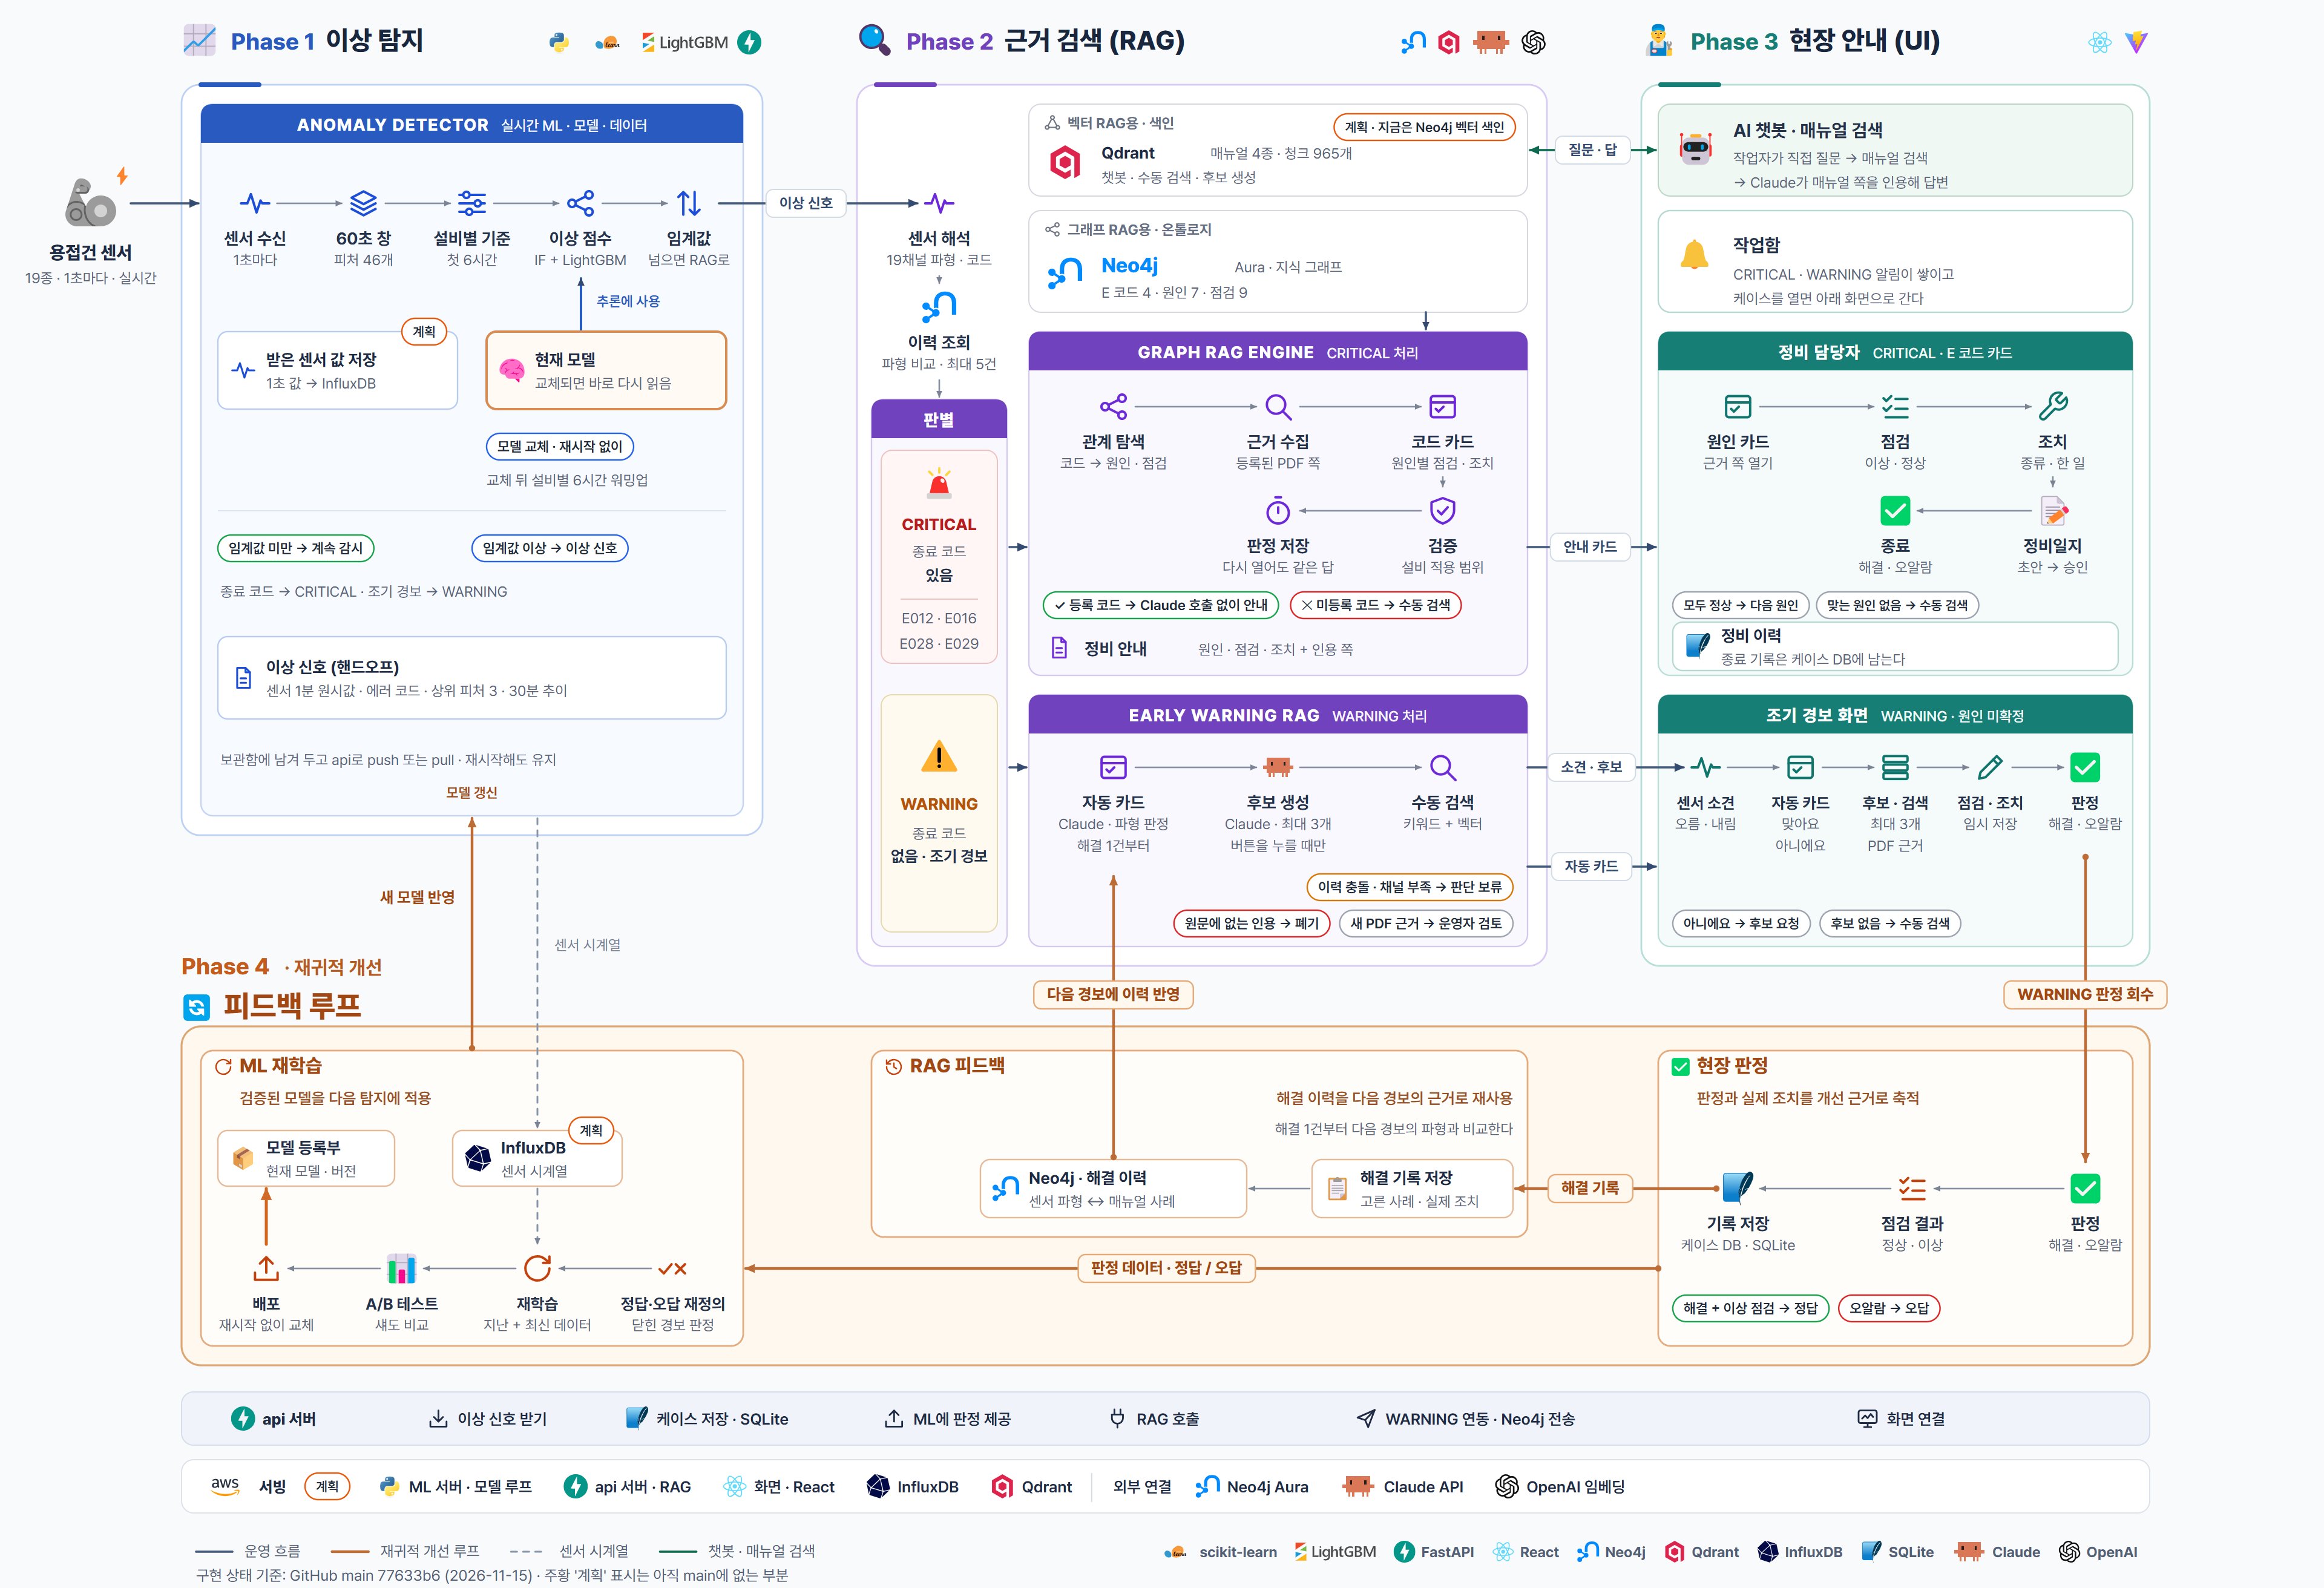 Phase 1 이상 탐지
learn
LightGBM
ANOMALY DETECTOR 실시간 ML · 모델 · 데이터
용접건 센서
19종 · 1초마다 · 실시간
센서 수신
1초마다
60초 창
피처 46개
설비별 기준
첫 6시간
이상 점수
IF + LightGBM
임계값
넘으면 RAG로
추론에 사용
계획
받은 센서 값 저장
1초 값 → InfluxDB
현재 모델
교체되면 바로 다시 읽음
모델 교체 · 재시작 없이
교체 뒤 설비별 6시간 워밍업
임계값 미만 → 계속 감시
임계값 이상 → 이상 신호
종료 코드 → CRITICAL · 조기 경보 → WARNING
이상 신호 (핸드오프)
센서 1분 원시값 · 에러 코드 · 상위 피처 3 · 30분 추이
보관함에 남겨 두고 api로 push 또는 pull · 재시작해도 유지
모델 갱신
이상 신호
Phase 2 근거 검색 (RAG)
센서 해석
19채널 파형 · 코드
이력 조회
파형 비교 · 최대 5건
판별
CRITICAL
종료 코드
있음
E012 · E016
E028 · E029
WARNING
종료 코드
없음 · 조기 경보
벡터 RAG용 · 색인
계획 · 지금은 Neo4j 벡터 색인
Qdrant
매뉴얼 4종 · 청크 965개
챗봇 · 수동 검색 · 후보 생성
그래프 RAG용 · 온톨로지
Neo4j
Aura · 지식 그래프
E 코드 4 · 원인 7 · 점검 9
GRAPH RAG ENGINE CRITICAL 처리
관계 탐색
코드 → 원인 · 점검
근거 수집
등록된 PDF 쪽
코드 카드
원인별 점검 · 조치
판정 저장
다시 열어도 같은 답
검증
설비 적용 범위
✓ 등록 코드 → Claude 호출 없이 안내
✕ 미등록 코드 → 수동 검색
정비 안내
원인 · 점검 · 조치 + 인용 쪽
EARLY WARNING RAG WARNING 처리
자동 카드
Claude · 파형 판정
해결 1건부터
후보 생성
Claude · 최대 3개
버튼을 누를 때만
수동 검색
키워드 + 벡터
이력 충돌 · 채널 부족 → 판단 보류
원문에 없는 인용 → 폐기
새 PDF 근거 → 운영자 검토
질문 · 답
안내 카드
소견 · 후보
자동 카드
Phase 3 현장 안내 (UI)
AI 챗봇 · 매뉴얼 검색
작업자가 직접 질문 → 매뉴얼 검색
→ Claude가 매뉴얼 쪽을 인용해 답변
작업함
CRITICAL · WARNING 알림이 쌓이고
케이스를 열면 아래 화면으로 간다
정비 담당자 CRITICAL · E 코드 카드
원인 카드
근거 쪽 열기
점검
이상 · 정상
조치
종류 · 한 일
종료
해결 · 오알람
정비일지
초안 → 승인
모두 정상 → 다음 원인
맞는 원인 없음 → 수동 검색
정비 이력
종료 기록은 케이스 DB에 남는다
조기 경보 화면 WARNING · 원인 미확정
센서 소견
오름 · 내림
자동 카드
맞아요
아니에요
후보 · 검색
최대 3개
PDF 근거
점검 · 조치
임시 저장
판정
해결 · 오알람
아니에요 → 후보 요청
후보 없음 → 수동 검색
새 모델 반영
센서 시계열
다음 경보에 이력 반영
WARNING 판정 회수
Phase 4 · 재귀적 개선
피드백 루프
ML 재학습
검증된 모델을 다음 탐지에 적용
모델 등록부
현재 모델 · 버전
계획
InfluxDB
센서 시계열
배포
재시작 없이 교체
A/B 테스트
섀도 비교
재학습
지난 + 최신 데이터
정답·오답 재정의
닫힌 경보 판정
RAG 피드백
해결 이력을 다음 경보의 근거로 재사용
해결 1건부터 다음 경보의 파형과 비교한다
Neo4j · 해결 이력
센서 파형 ↔ 매뉴얼 사례
해결 기록 저장
고른 사례 · 실제 조치
해결 기록
판정 데이터 · 정답 / 오답
현장 판정
판정과 실제 조치를 개선 근거로 축적
기록 저장
케이스 DB · SQLite
점검 결과
정상 · 이상
판정
해결 · 오알람
해결 + 이상 점검 → 정답
오알람 → 오답
api 서버
이상 신호 받기
케이스 저장 · SQLite
ML에 판정 제공
RAG 호출
WARNING 연동 · Neo4j 전송
화면 연결
aws 서빙
계획
ML 서버 · 모델 루프
api 서버 · RAG
화면 · React
InfluxDB
Qdrant
외부 연결
Neo4j Aura
Claude API
OpenAI 임베딩
운영 흐름
재귀적 개선 루프
센서 시계열
챗봇 · 매뉴얼 검색
learn scikit-learn
LightGBM
FastAPI
React
Neo4j
Qdrant
InfluxDB
SQLite
Claude
OpenAI
구현 상태 기준: GitHub main 77633b6 (2026-11-15) · 주황 '계획' 표시는 아직 main에 없는 부분